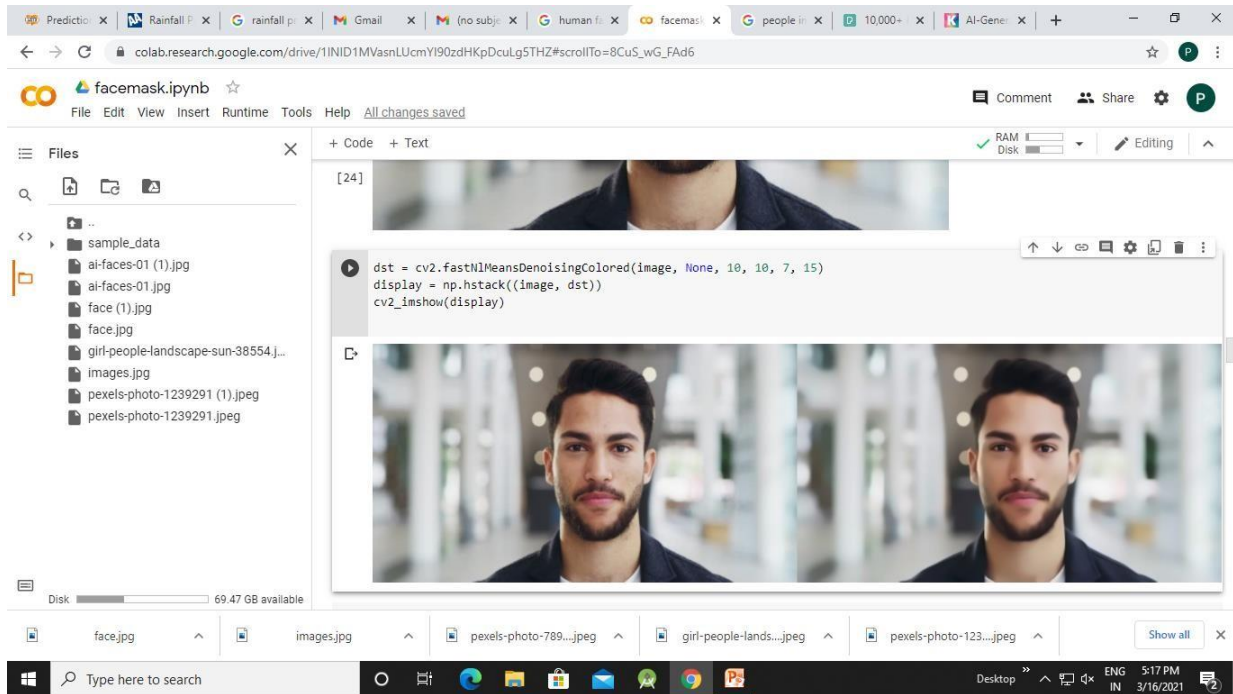 Predictio
Rainfall P
rainfall p
Gmail
(no subje
human fa
facemask
people in
10,000+
AI-Gener
colab.research.google.com/drive/1INID1MVasnLUcmYI90zdHKpDcuLg5THZ#scrollTo=8CuS_wG_FAd6
P
CO
facemask.ipynb
File Edit View Insert Runtime Tools Help All changes saved
Comment Share P
Files
+ Code + Text
RAM
Disk
Editing
[24]
..
sample_data
ai-faces-01 (1).jpg
ai-faces-01.jpg
face (1).jpg
face.jpg
girl-people-landscape-sun-38554.j...
images.jpg
pexels-photo-1239291 (1).jpeg
pexels-photo-1239291.jpeg
dst = cv2.fastNlMeansDenoisingColored(image, None, 10, 10, 7, 15)
display = np.hstack((image, dst))
cv2_imshow(display)
Disk 69.47 GB available
face.jpg
images.jpg
pexels-photo-789....jpeg
girl-people-lands....jpeg
pexels-photo-123....jpeg
Show all
Type here to search
Desktop
ENG
IN
5:17 PM
3/16/2021
2